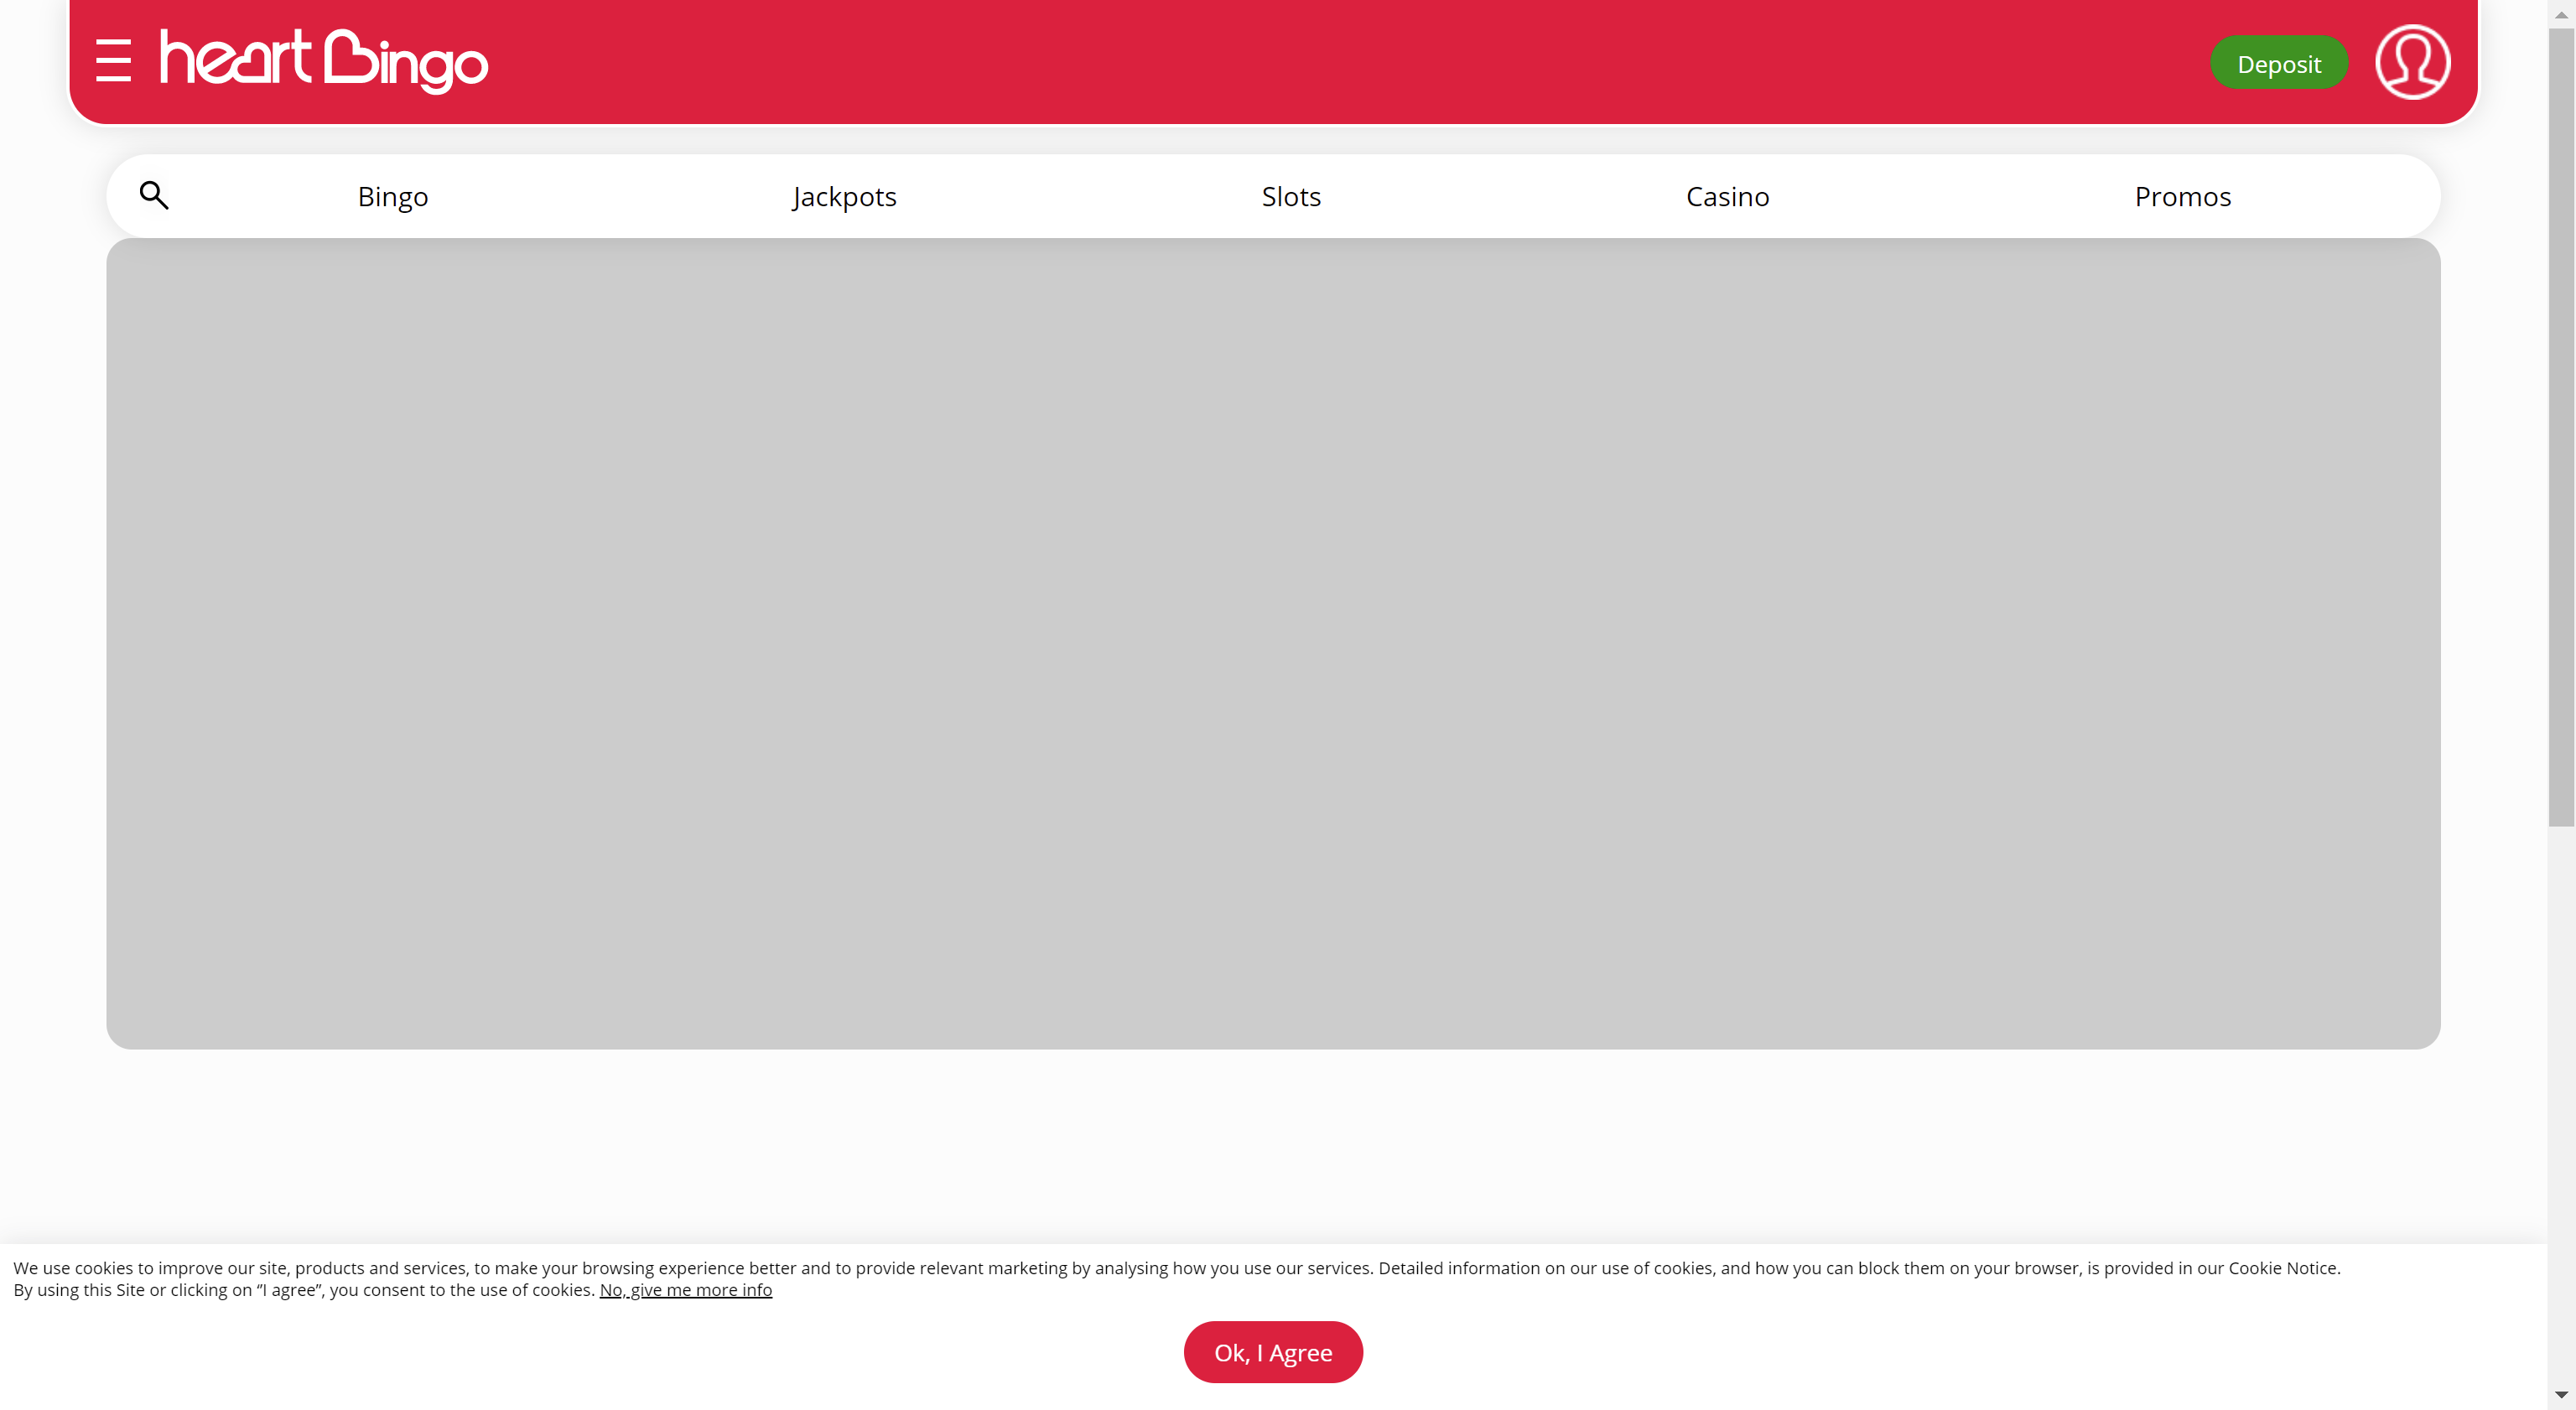 heart Bingo
Deposit
Bingo
Jackpots
Slots
Casino
Promos
We use cookies to improve our site, products and services, to make your browsing experience better and to provide relevant marketing by analysing how you use our services. Detailed information on our use of cookies, and how you can block them on your browser, is provided in our Cookie Notice.
By using this Site or clicking on “I agree”, you consent to the use of cookies. No, give me more info
Ok, I Agree